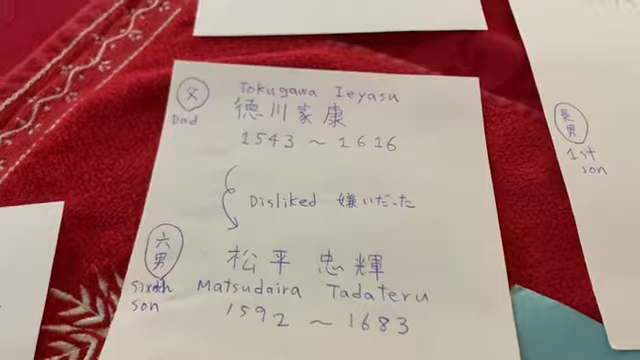 父
Dad
Tokugawa Ieyasu
徳川家康
1543 ~ 1616
Disliked 嫌いだった
六男
sixth son
松平 忠輝
Matsudaira Tadateru
1592 ~ 1683
長男
1st
son